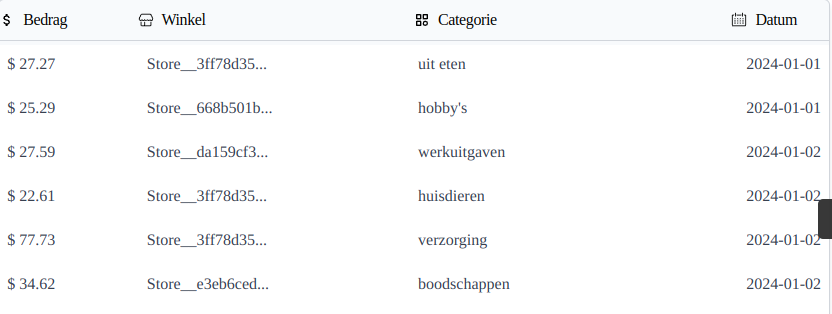 $ Bedrag Winkel Categorie Datum
$ 27.27 Store__3ff78d35... uit eten 2024-01-01
$ 25.29 Store__668b501b... hobby's 2024-01-01
$ 27.59 Store__da159cf3... werkuitgaven 2024-01-02
$ 22.61 Store__3ff78d35... huisdieren 2024-01-02
$ 77.73 Store__3ff78d35... verzorging 2024-01-02
$ 34.62 Store__e3eb6ced... boodschappen 2024-01-02